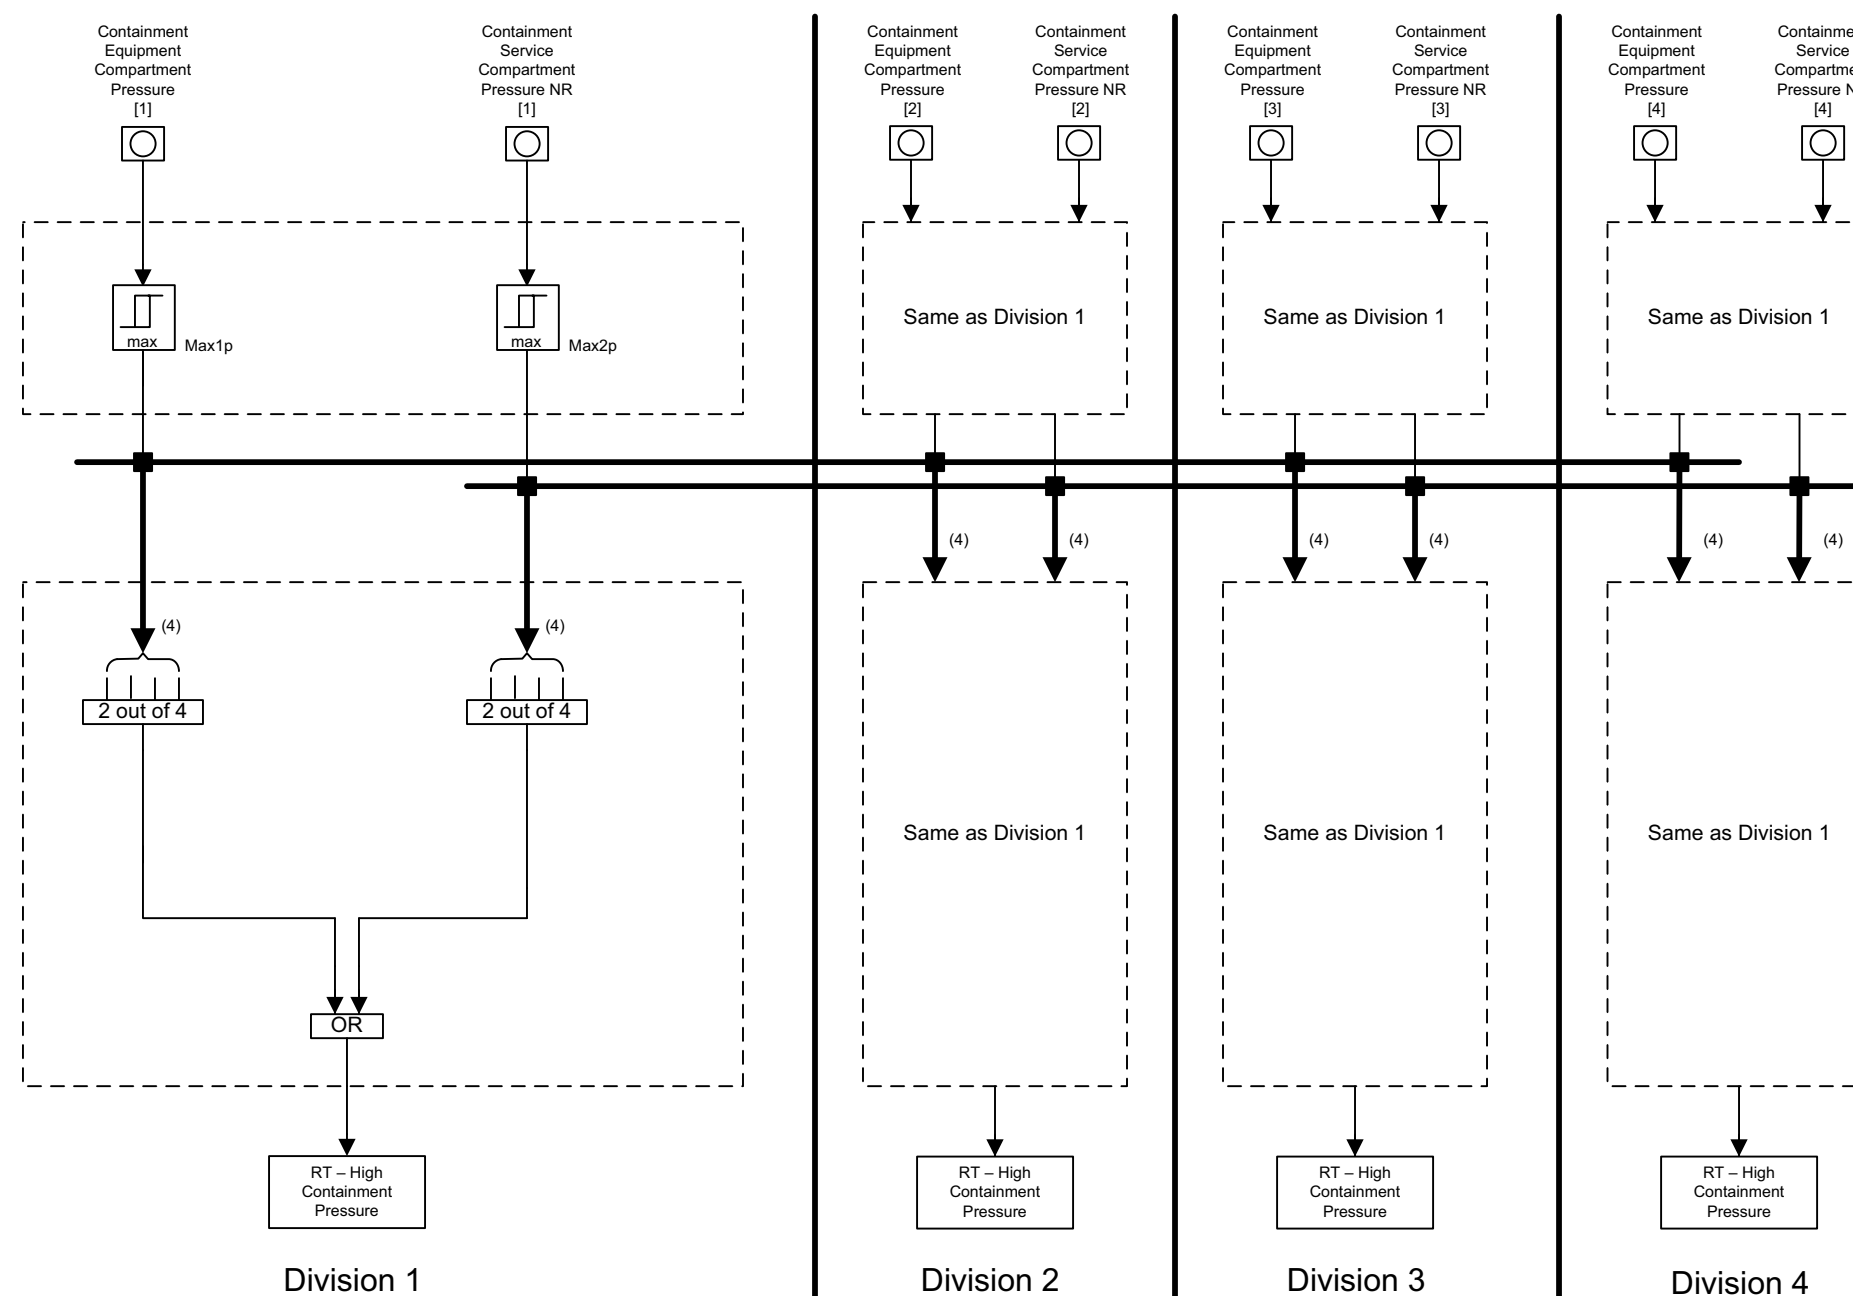 Containment
Equipment
Compartment
Pressure
[1]
Containment
Service
Compartment
Pressure NR
[1]
Containment
Equipment
Compartment
Pressure
[2]
Containment
Service
Compartment
Pressure NR
[2]
Containment
Equipment
Compartment
Pressure
[3]
Containment
Service
Compartment
Pressure NR
[3]
Containment
Equipment
Compartment
Pressure
[4]
Containme
Service
Compartme
Pressure N
[4]
max
Max1p
max
Max2p
Same as Division 1
Same as Division 1
Same as Division 1
(4)
(4)
(4)
(4)
(4)
(4)
(4)
(4)
2 out of 4
2 out of 4
Same as Division 1
Same as Division 1
Same as Division 1
OR
RT – High
Containment
Pressure
RT – High
Containment
Pressure
RT – High
Containment
Pressure
RT – High
Containment
Pressure
Division 1
Division 2
Division 3
Division 4